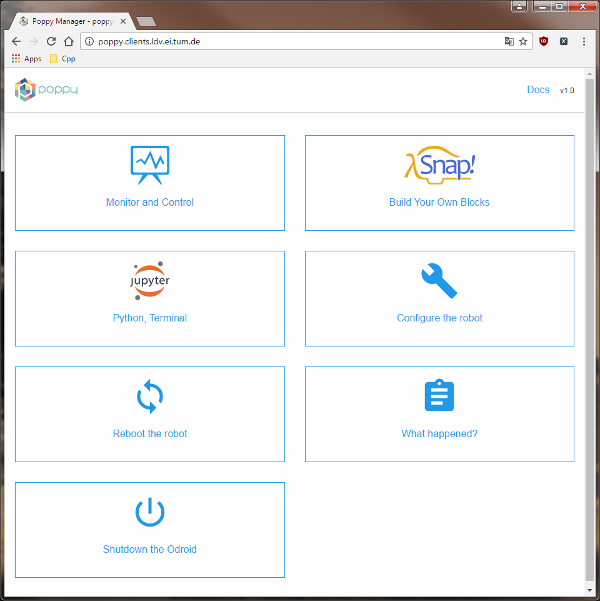 Poppy Manager - poppy
poppy.clients.ldv.ei.tum.de
Apps Cpp
poppy
Docs v1.0
Monitor and Control
λSnap!
Build Your Own Blocks
jupyter
Python, Terminal
Configure the robot
Reboot the robot
What happened?
Shutdown the Odroid